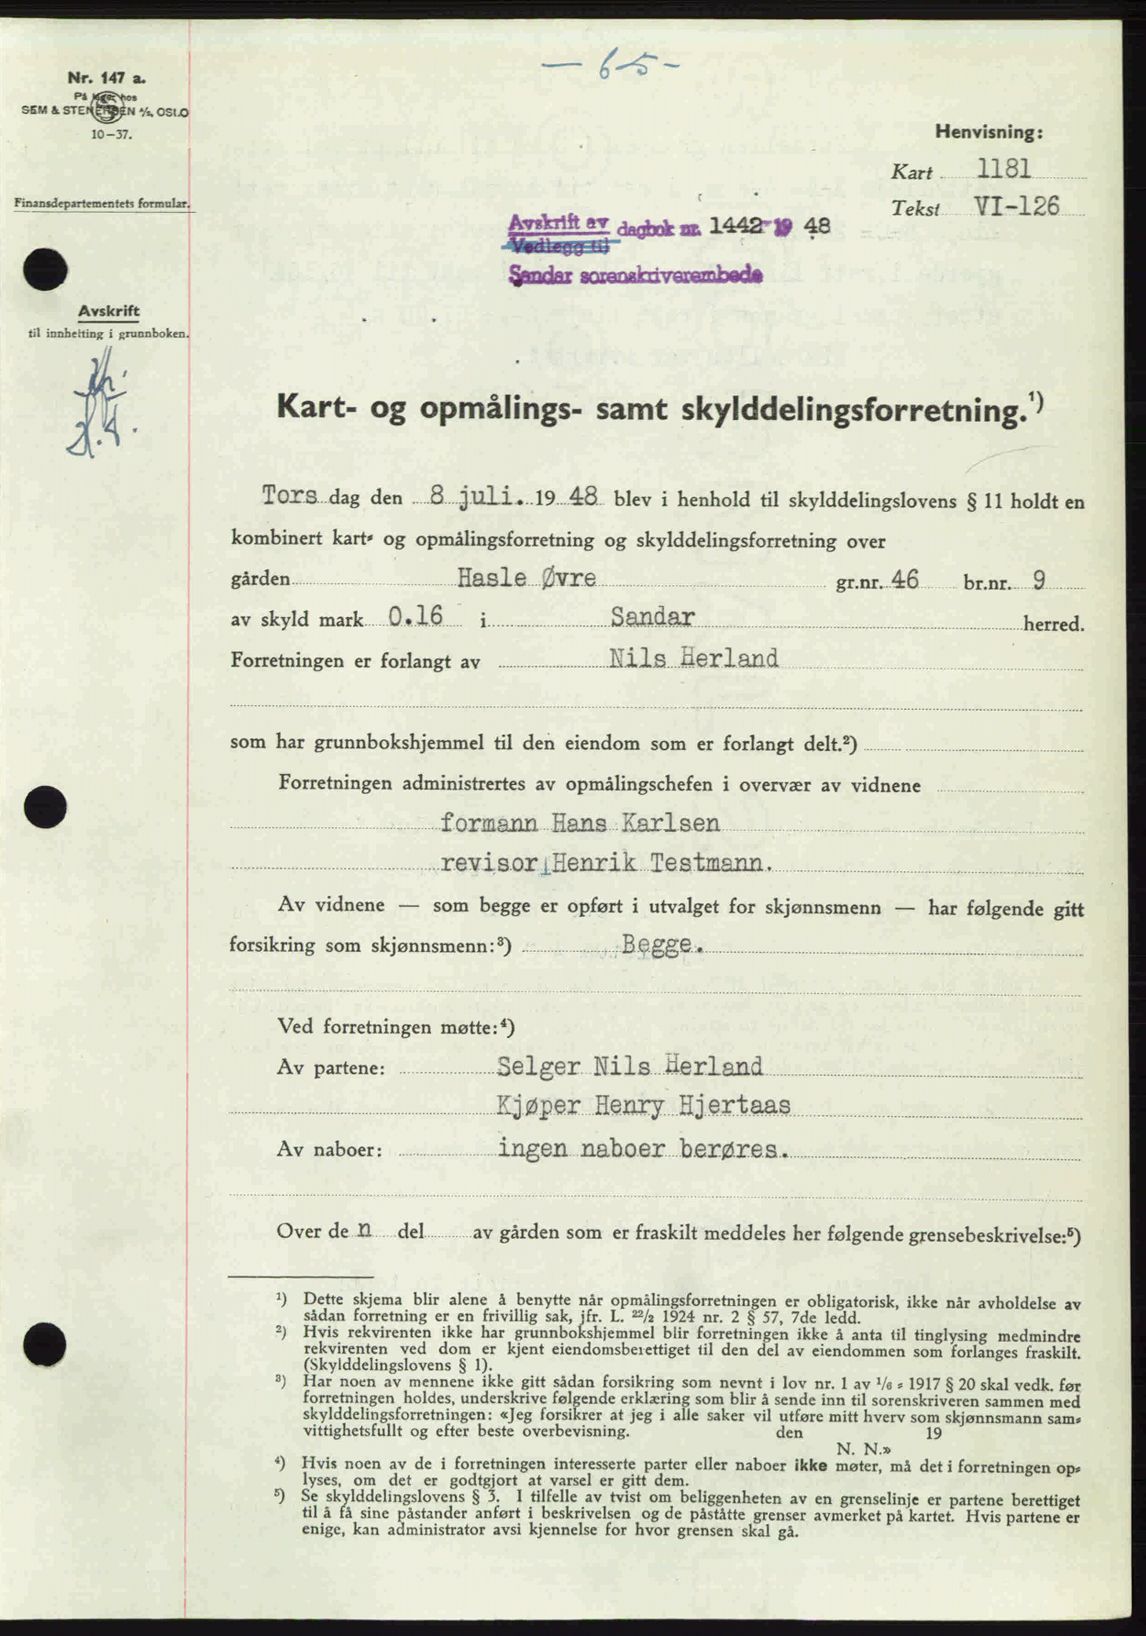 — 65 —
Nr. 147 a.
På lager hos
SEM & STENERSEN A/S, OSLO
10—37.
Henvisning:
Kart 1181
Finansdepartementets formular.
Tekst VI-126
Avskrift av dagbok nr. 1442-1948
Vedlegg til
Sandar sorenskriverembede
Avskrift
til innhefting i grunnboken.
Kart- og opmålings- samt skylddelingsforretning.¹)
Tors dag den 8 juli. 1948 blev i henhold til skylddelingslovens § 11 holdt en
kombinert kart- og opmålingsforretning og skylddelingsforretning over
gården Hasle Øvre gr.nr. 46 br.nr. 9
av skyld mark 0.16 i Sandar herred.
Forretningen er forlangt av Nils Herland
som har grunnbokshjemmel til den eiendom som er forlangt delt.²)
Forretningen administrertes av opmålingschefen i overvær av vidnene
formann Hans Karlsen
revisor Henrik Testmann.
Av vidnene — som begge er opført i utvalget for skjønnsmenn — har følgende gitt
forsikring som skjønnsmenn:³) Begge.
Ved forretningen møtte:⁴)
Av partene: Selger Nils Herland
Kjøper Henry Hjertaas
Av naboer: ingen naboer berøres.
Over de n del av gården som er fraskilt meddeles her følgende grensebeskrivelse:⁵)
¹) Dette skjema blir alene å benytte når opmålingsforretningen er obligatorisk, ikke når avholdelse av
sådan forretning er en frivillig sak, jfr. L. 22/2 1924 nr. 2 § 57, 7de ledd.
²) Hvis rekvirenten ikke har grunnbokshjemmel blir forretningen ikke å anta til tinglysing medmindre
rekvirenten ved dom er kjent eiendomsberettiget til den del av eiendommen som forlanges fraskilt.
(Skylddelingslovens § 1).
³) Har noen av mennene ikke gitt sådan forsikring som nevnt i lov nr. 1 av 1/6 - 1917 § 20 skal vedk. før
forretningen holdes, underskrive følgende erklæring som blir å sende inn til sorenskriveren sammen med
skylddelingsforretningen: «Jeg forsikrer at jeg i alle saker vil utføre mitt hverv som skjønnsmann sam-
vittighetsfullt og efter beste overbevisning. den 19
N. N.»
⁴) Hvis noen av de i forretningen interesserte parter eller naboer ikke møter, må det i forretningen op-
lyses, om det er godtgjort at varsel er gitt dem.
⁵) Se skylddelingslovens § 3. I tilfelle av tvist om beliggenheten av en grenselinje er partene berettiget
til å få sine påstander anført i beskrivelsen og de påståtte grenser avmerket på kartet. Hvis partene er
enige, kan administrator avsi kjennelse for hvor grensen skal gå.